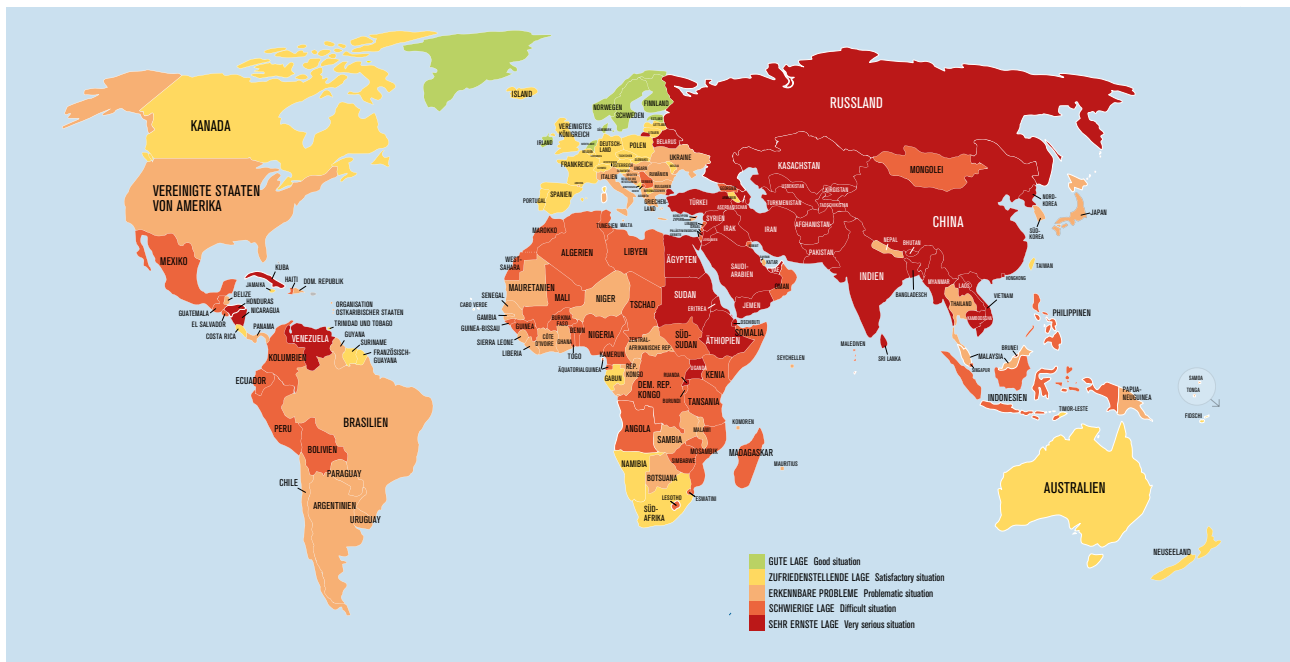 KANADA
VEREINIGTE STAATEN
VON AMERIKA
MEXIKO
KUBA
JAMAIKA
HAITI
DOM. REPUBLIK
BELIZE
HONDURAS
NICARAGUA
GUATEMALA
EL SALVADOR
COSTA RICA
PANAMA
ORGANISATION
OSTKARIBISCHER STAATEN
TRINIDAD UND TOBAGO
GUYANA
SURINAME
FRANZÖSISCH-
GUAYANA
VENEZUELA
KOLUMBIEN
ECUADOR
PERU
BRASILIEN
BOLIVIEN
PARAGUAY
CHILE
ARGENTINIEN
URUGUAY
ISLAND
NORWEGEN
SCHWEDEN
FINNLAND
IRLAND
VEREINIGTES
KÖNIGREICH
DEUTSCH-
LAND
POLEN
BELARUS
UKRAINE
FRANKREICH
ITALIEN
RUMÄNIEN
SPANIEN
PORTUGAL
GRIECHEN-
LAND
MALTA
TÜRKEI
RUSSLAND
KASACHSTAN
MONGOLEI
USBEKISTAN
KIRGISTAN
TURKMENISTAN
TADSCHIKISTAN
ASERBAIDSCHAN
CHINA
NORD-
KOREA
SÜD-
KOREA
JAPAN
TAIWAN
HONGKONG
SYRIEN
IRAK
IRAN
AFGHANISTAN
PAKISTAN
NEPAL
BHUTAN
INDIEN
BANGLADESCH
MYANMAR
LAOS
THAILAND
VIETNAM
KAMBODSCHA
PHILIPPINEN
MALEDIVEN
SRI LANKA
BRUNEI
MALAYSIA
SINGAPUR
INDONESIEN
TIMOR-LESTE
PAPUA-
NEUGUINEA
SAMOA
TONGA
FIDSCHI
AUSTRALIEN
NEUSEELAND
KATAR
VAE
SAUDI-
ARABIEN
OMAN
JEMEN
MAROKKO
ALGERIEN
TUNESIEN
LIBYEN
ÄGYPTEN
WEST-
SAHARA
MAURETANIEN
MALI
NIGER
TSCHAD
SUDAN
ERITREA
DSCHIBUTI
CABO VERDE
SENEGAL
GAMBIA
GUINEA-BISSAU
GUINEA
SIERRA LEONE
LIBERIA
CÔTE
D'IVOIRE
BURKINA
FASO
GHANA
TOGO
BENIN
NIGERIA
KAMERUN
ZENTRAL-
AFRIKANISCHE REP.
SÜD-
SUDAN
ÄTHIOPIEN
SOMALIA
ÄQUATORIALGUINEA
GABUN
REP.
KONGO
DEM. REP.
KONGO
UGANDA
RUANDA
BURUNDI
KENIA
TANSANIA
SEYCHELLEN
ANGOLA
SAMBIA
MALAWI
MOSAMBIK
KOMOREN
SIMBABWE
MADAGASKAR
MAURITIUS
NAMIBIA
BOTSUANA
SÜD-
AFRIKA
LESOTHO
ESWATINI
GUTE LAGE Good situation
ZUFRIEDENSTELLENDE LAGE Satisfactory situation
ERKENNBARE PROBLEME Problematic situation
SCHWIERIGE LAGE Difficult situation
SEHR ERNSTE LAGE Very serious situation